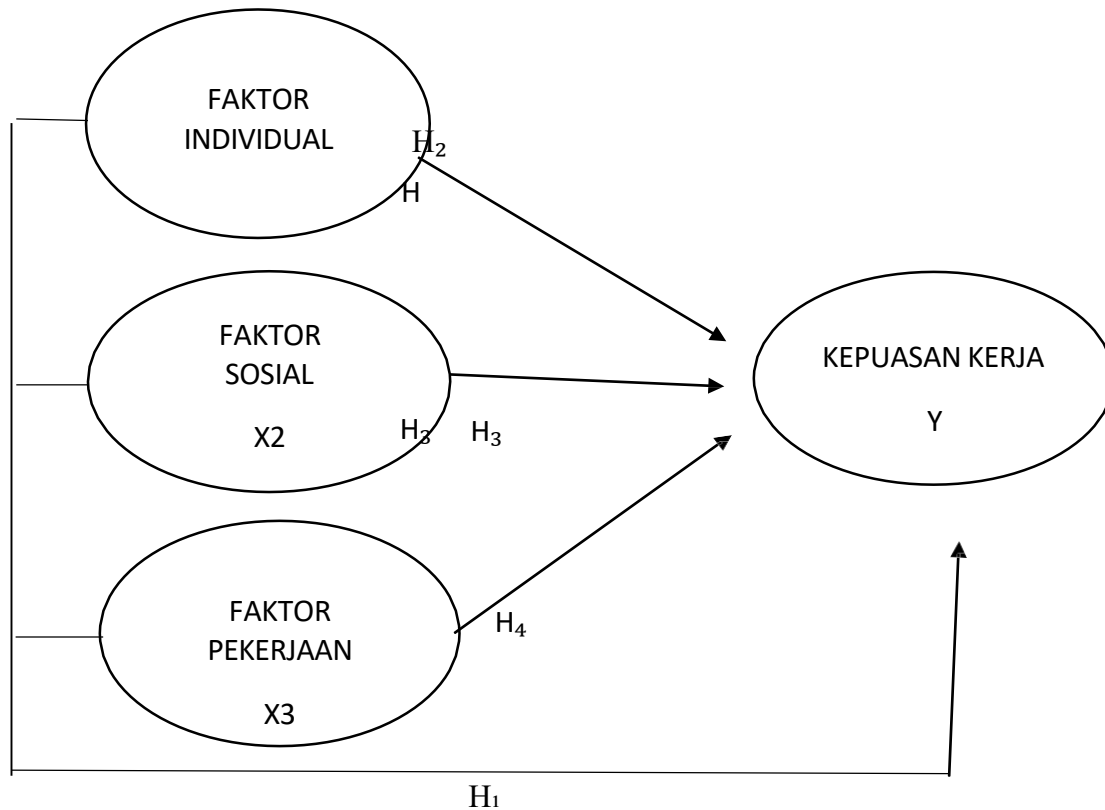 FAKTOR
INDIVIDUAL
H₂
H
FAKTOR
SOSIAL
X2
H₃ H₃
KEPUASAN KERJA
Y
FAKTOR
PEKERJAAN
X3
H₄
H₁